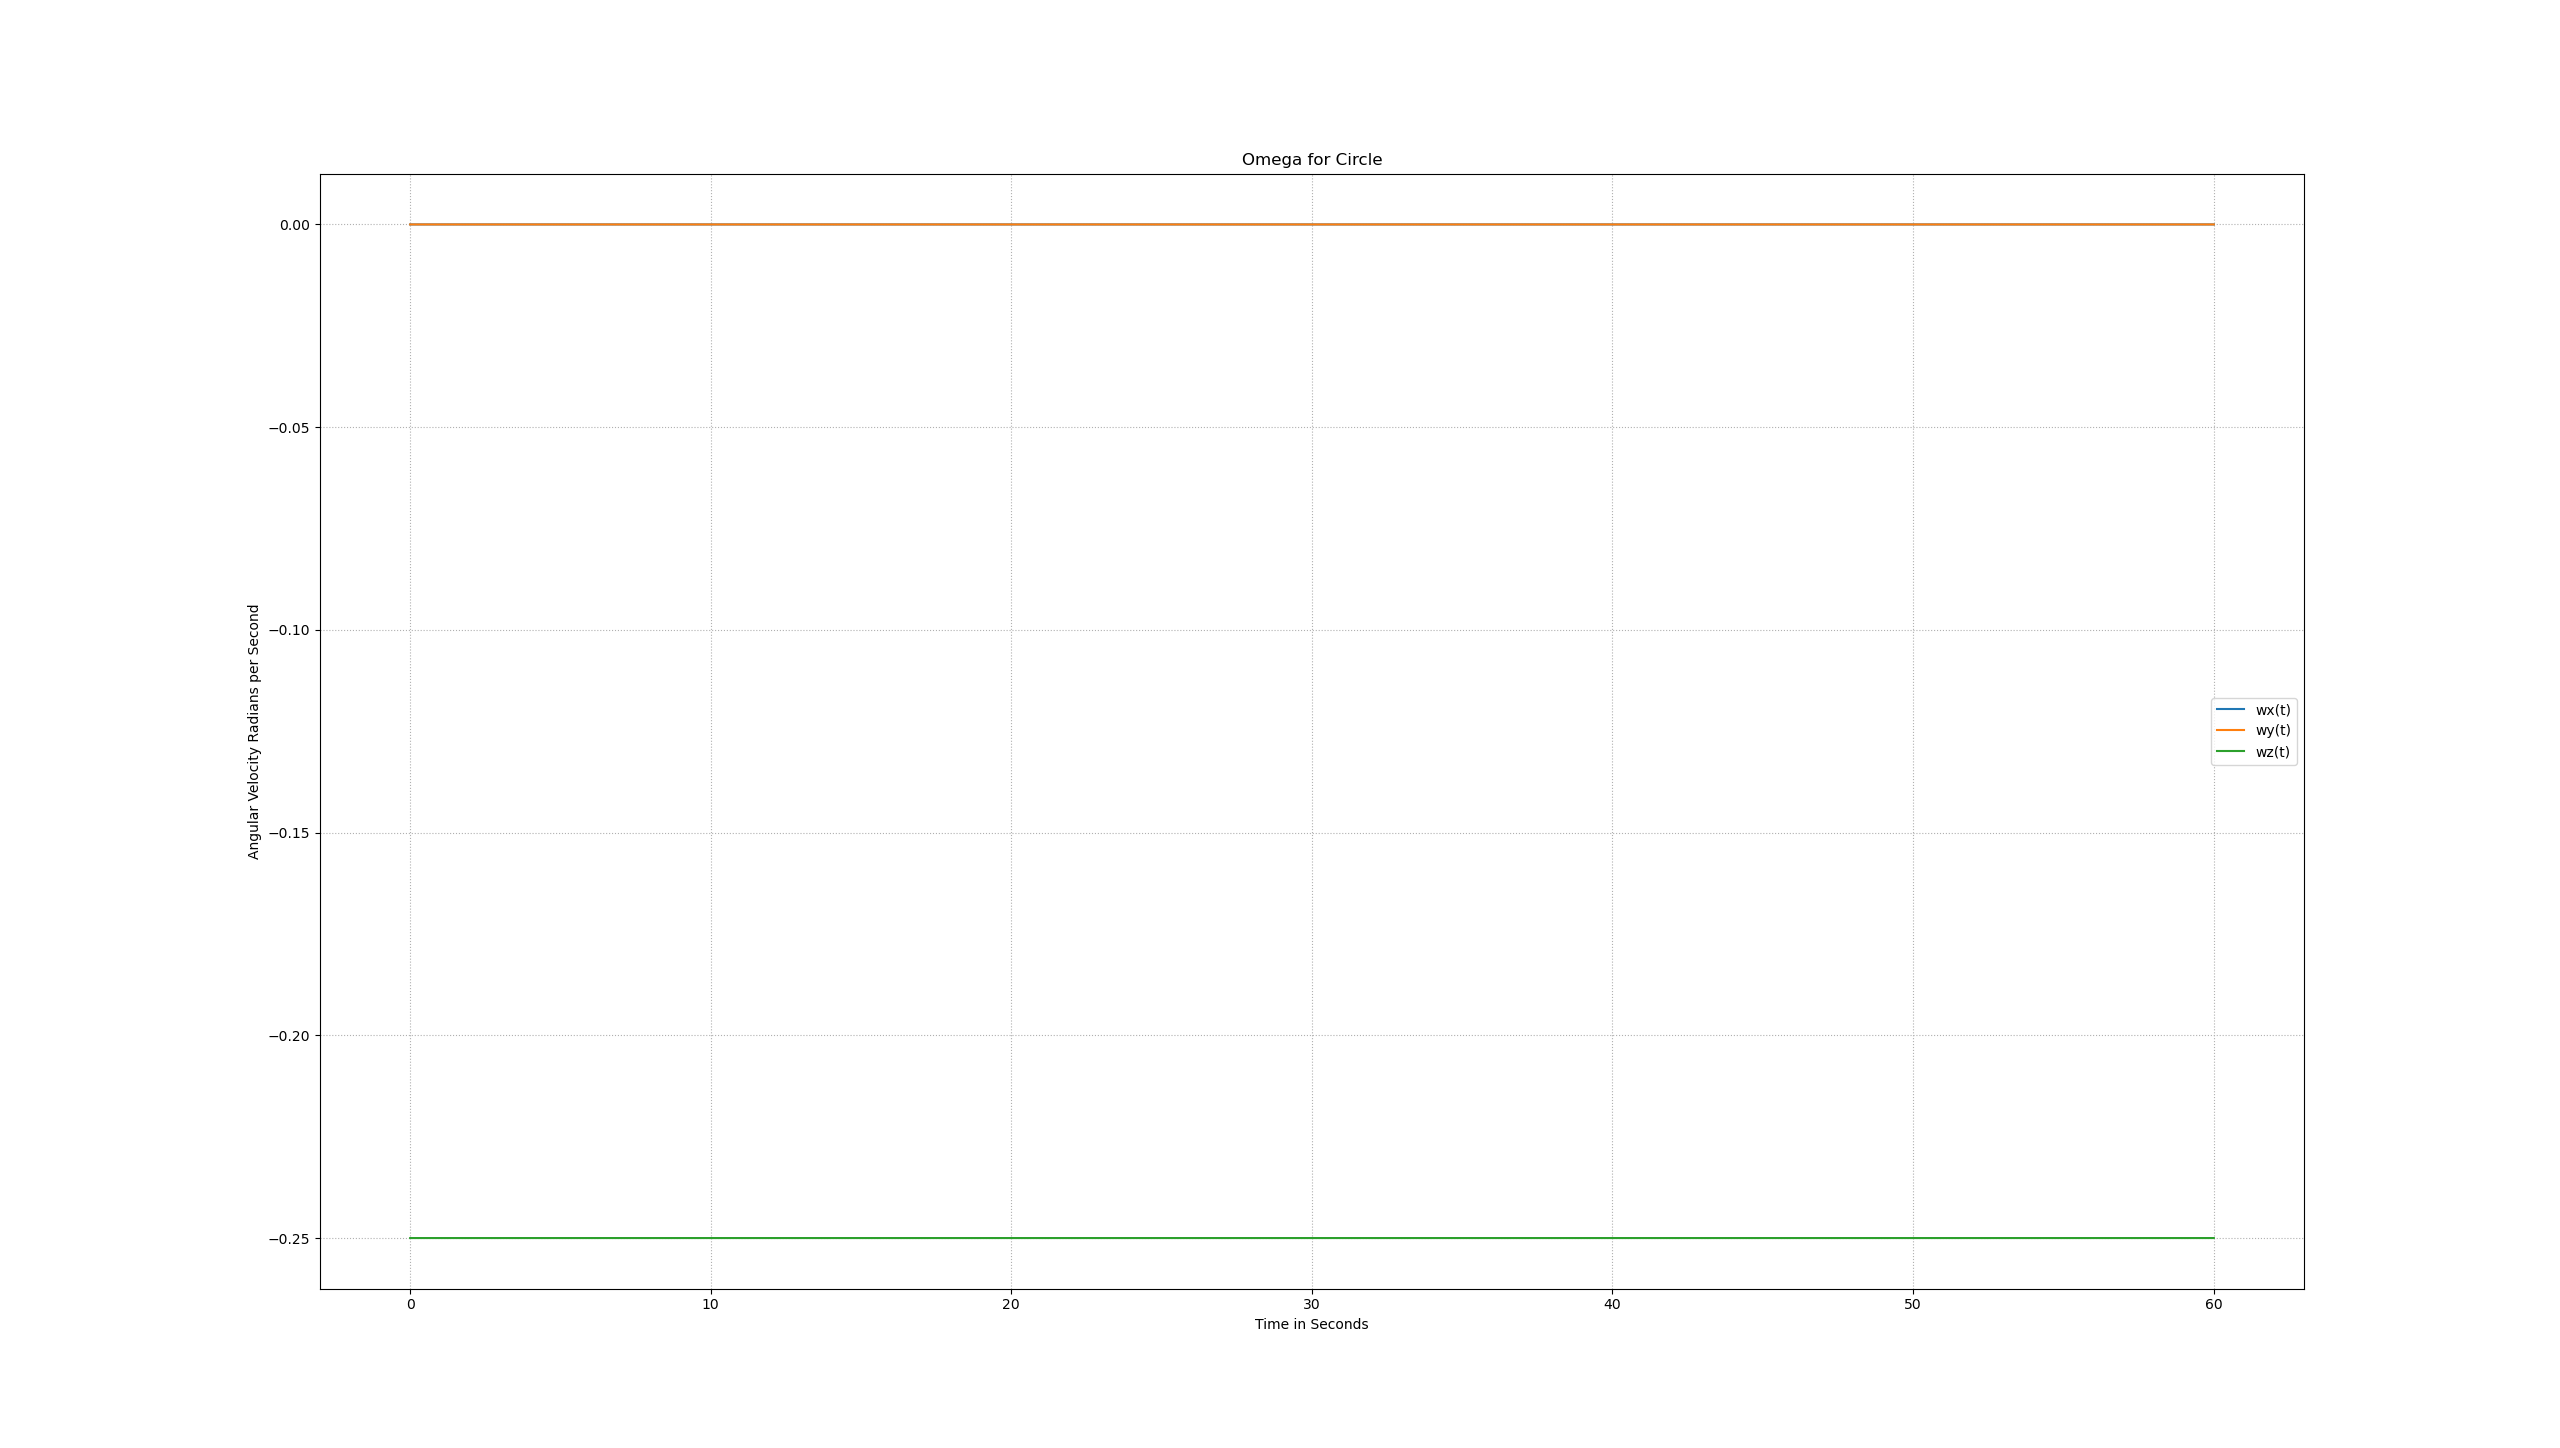 Omega for Circle
0.00
−0.05
−0.10
−0.15
−0.20
−0.25
Angular Velocity Radians per Second
wx(t)
wy(t)
wz(t)
0 10 20 30 40 50 60
Time in Seconds